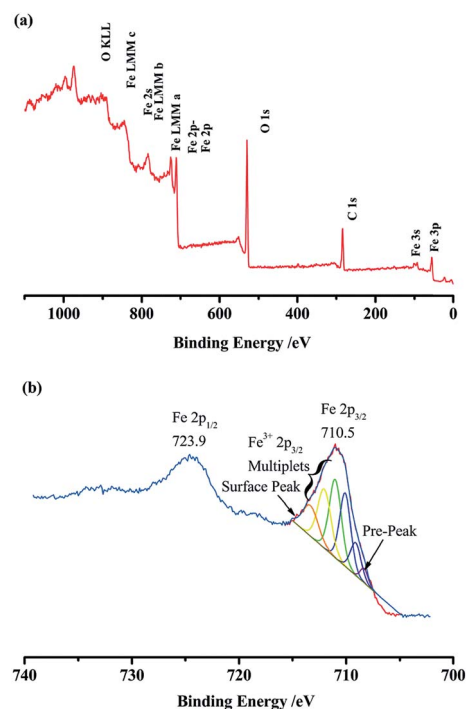 (a)
O KLL
Fe LMM c
Fe 2s
Fe LMM b
Fe LMM a
Fe 2p-
Fe 2p
O 1s
C 1s
Fe 3s
Fe 3p
1000 800 600 400 200 0
Binding Energy /eV
(b)
Fe 2p1/2
723.9
Fe 2p3/2
710.5
Fe3+ 2p3/2
Multiplets
Surface Peak
Pre-Peak
740 730 720 710 700
Binding Energy /eV